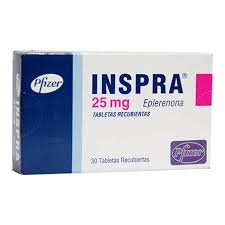 Pfizer
INSPRA®
25 mg
Eplerenona
TABLETAS RECUBIERTAS
30 Tabletas Recubiertas
Pfizer